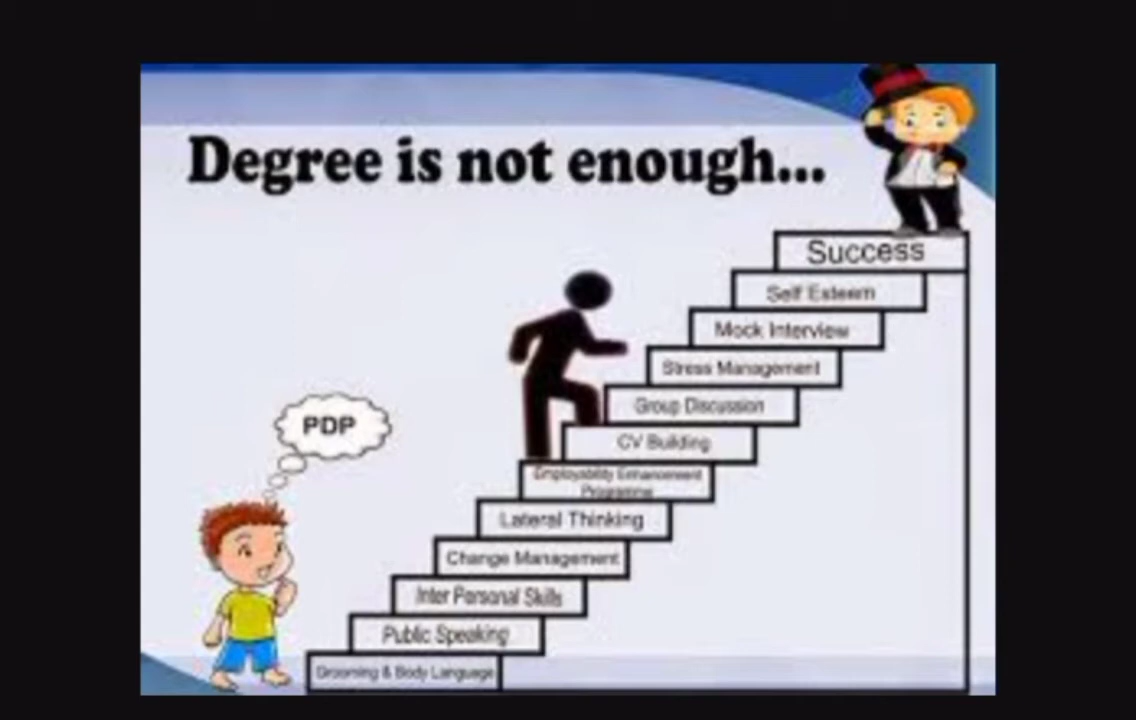 Degree is not enough...
Success
Self Esteem
Mock Interview
Stress Management
Group Discussion
CV Building
PDP
Employability Enhancement
Programme
Lateral Thinking
Change Management
Inter Personal Skills
Public Speaking
Grooming & Body Language